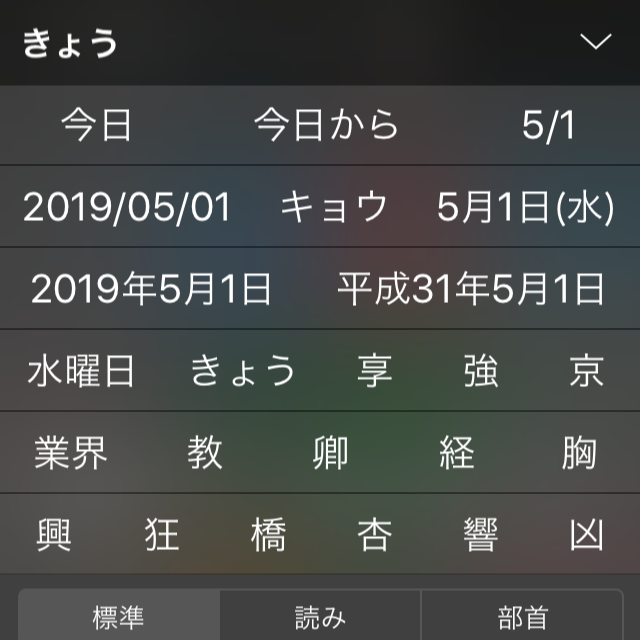 きょう
今日 今日から 5/1
2019/05/01 キョウ 5月1日(水)
2019年5月1日 平成31年5月1日
水曜日 きょう 享 強 京
業界 教 卿 経 胸
興 狂 橋 杏 響 凶
標準 読み 部首